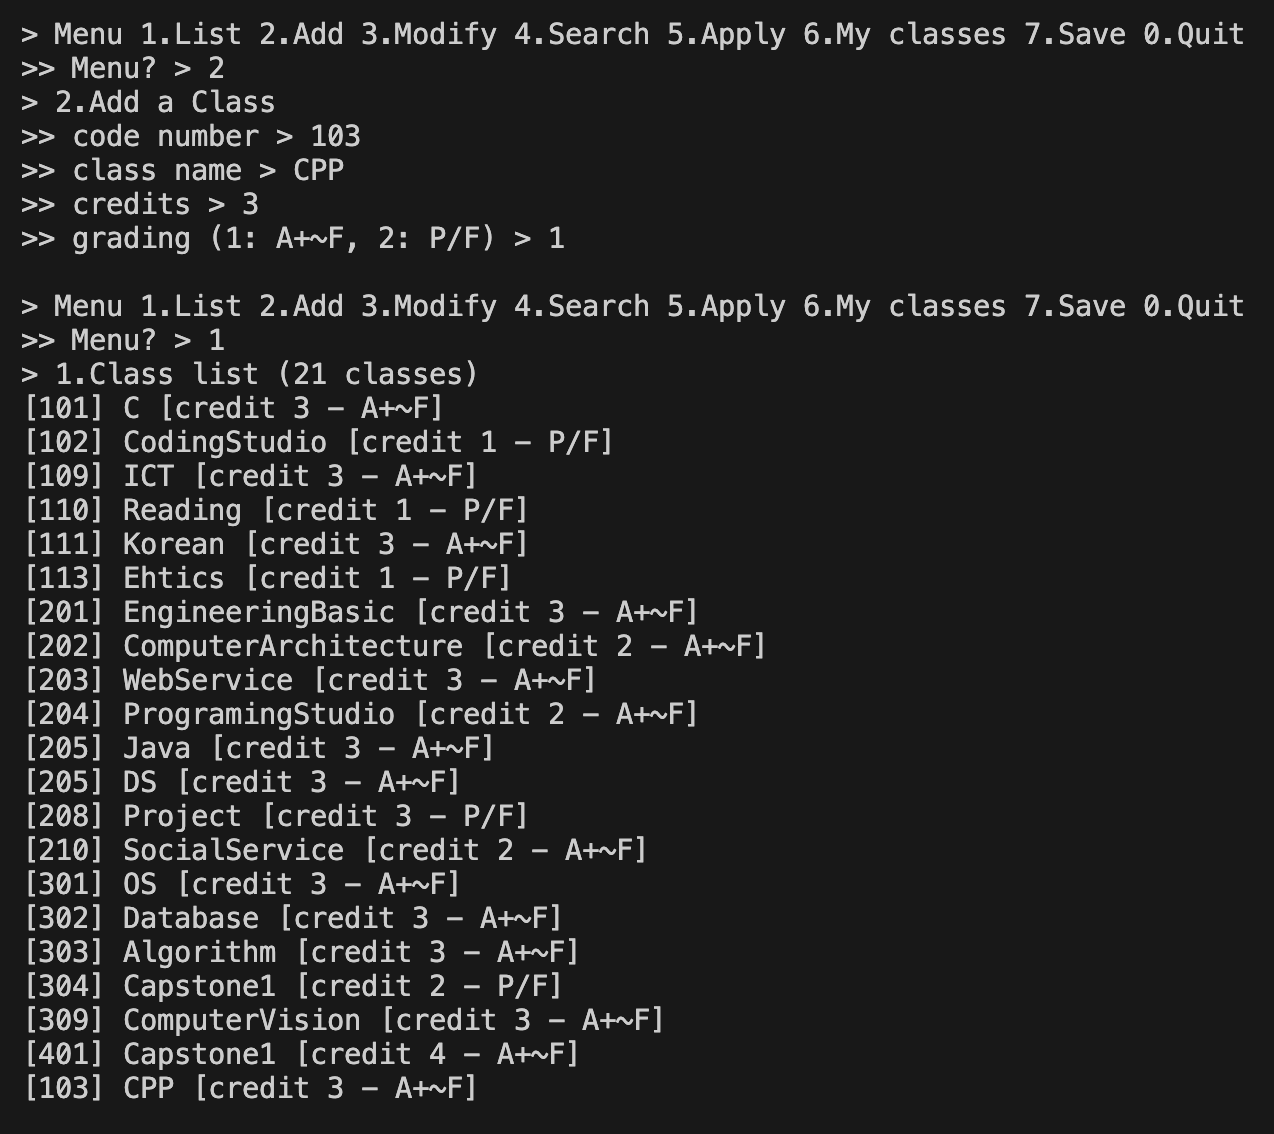 > Menu 1.List 2.Add 3.Modify 4.Search 5.Apply 6.My classes 7.Save 0.Quit
>> Menu? > 2
> 2.Add a Class
>> code number > 103
>> class name > CPP
>> credits > 3
>> grading (1: A+~F, 2: P/F) > 1
> Menu 1.List 2.Add 3.Modify 4.Search 5.Apply 6.My classes 7.Save 0.Quit
>> Menu? > 1
> 1.Class list (21 classes)
[101] C [credit 3 - A+~F]
[102] CodingStudio [credit 1 - P/F]
[109] ICT [credit 3 - A+~F]
[110] Reading [credit 1 - P/F]
[111] Korean [credit 3 - A+~F]
[113] Ehtics [credit 1 - P/F]
[201] EngineeringBasic [credit 3 - A+~F]
[202] ComputerArchitecture [credit 2 - A+~F]
[203] WebService [credit 3 - A+~F]
[204] ProgramingStudio [credit 2 - A+~F]
[205] Java [credit 3 - A+~F]
[205] DS [credit 3 - A+~F]
[208] Project [credit 3 - P/F]
[210] SocialService [credit 2 - A+~F]
[301] OS [credit 3 - A+~F]
[302] Database [credit 3 - A+~F]
[303] Algorithm [credit 3 - A+~F]
[304] Capstone1 [credit 2 - P/F]
[309] ComputerVision [credit 3 - A+~F]
[401] Capstone1 [credit 4 - A+~F]
[103] CPP [credit 3 - A+~F]